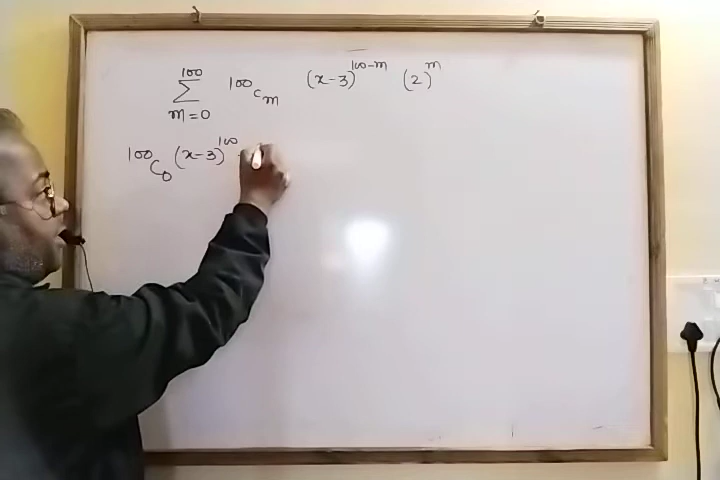 100
∑ ¹⁰⁰Cₘ (x-3)¹⁰⁰⁻ᵐ (2)ᵐ
m=0
¹⁰⁰C₀ (x-3)¹⁰⁰